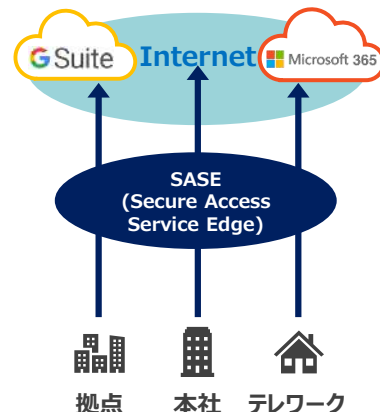 G Suite Internet Microsoft 365
SASE
(Secure Access
Service Edge)
拠点 本社 テレワーク